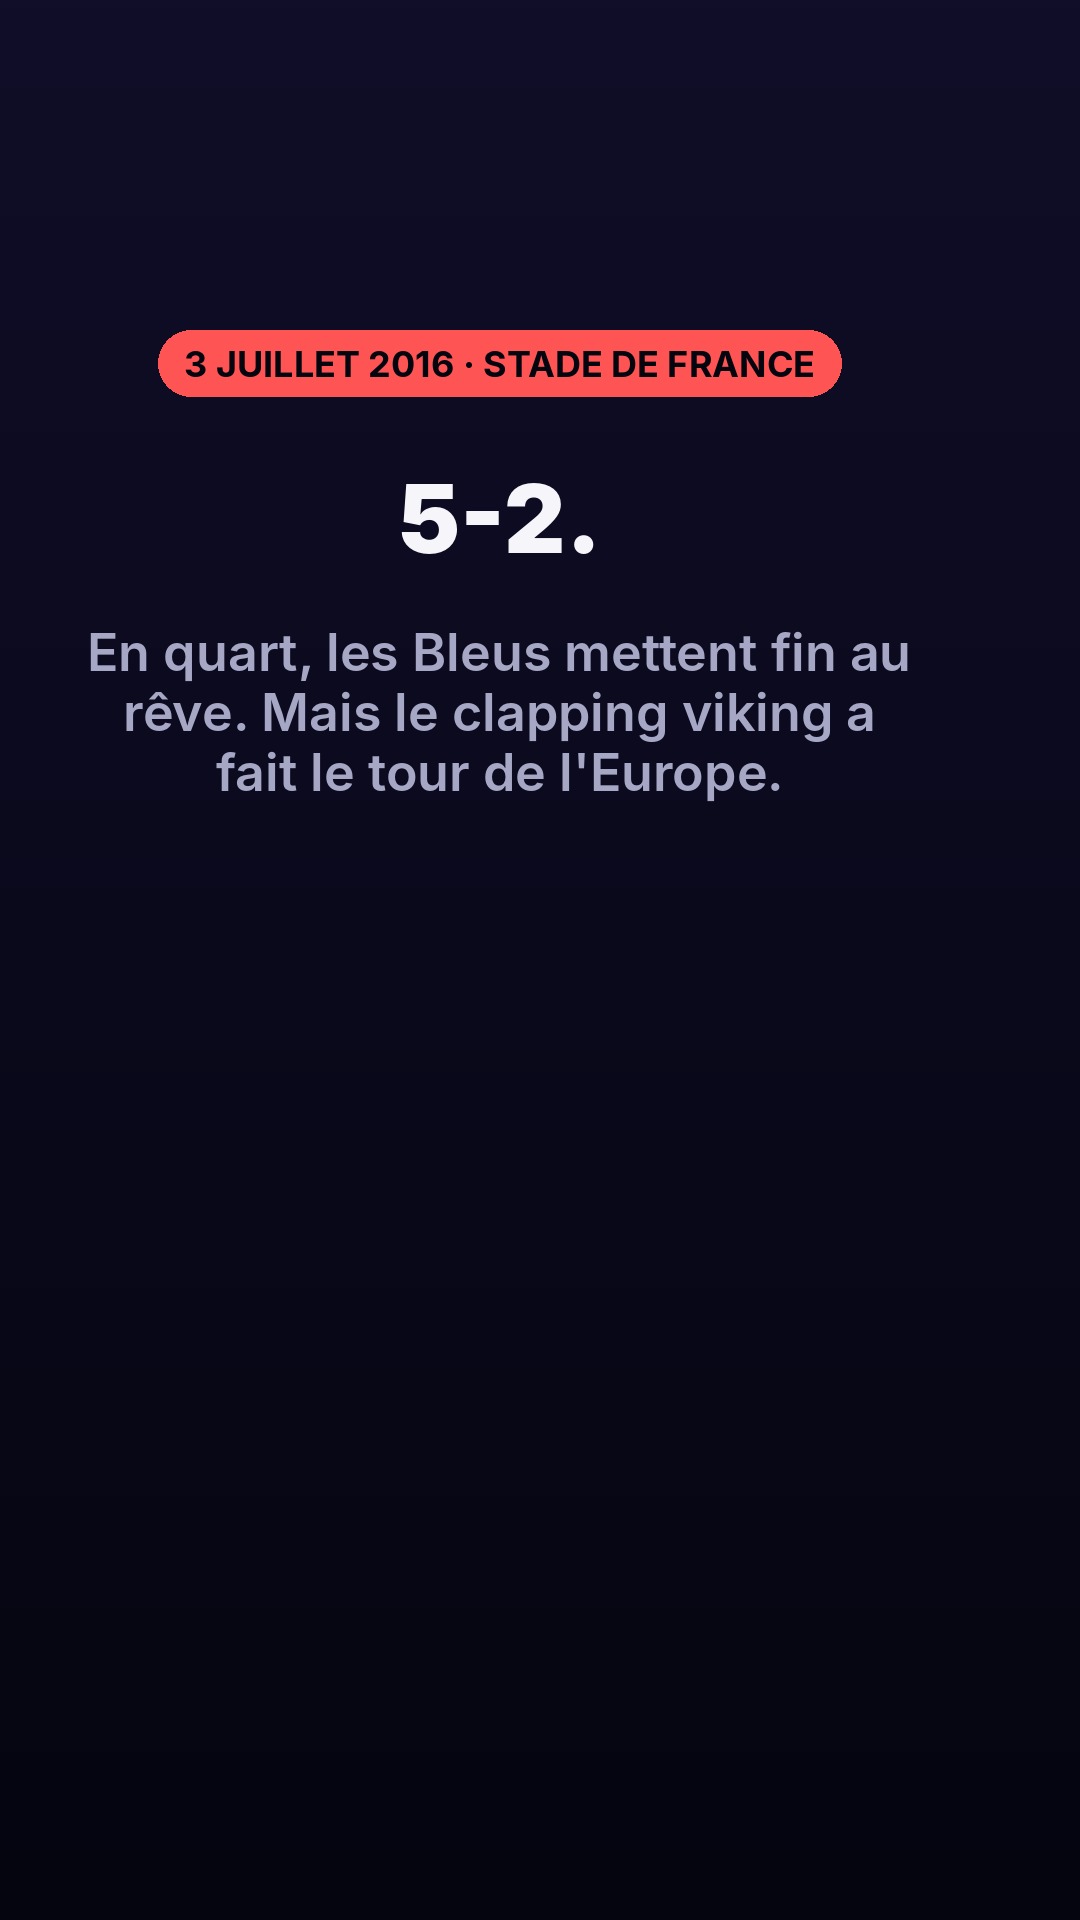 3 JUILLET 2016 · STADE DE FRANCE
5-2.
En quart, les Bleus mettent fin au
rêve. Mais le clapping viking a
fait le tour de l'Europe.